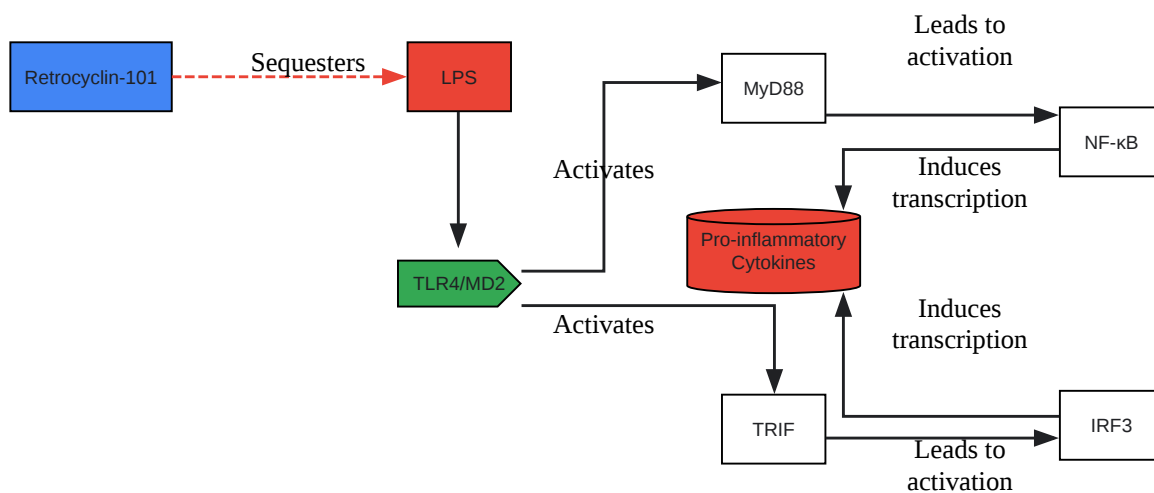 Leads to
activation
Retrocyclin-101
Sequesters
LPS
MyD88
NF-κB
Activates
Induces
transcription
Pro-inflammatory
Cytokines
TLR4/MD2
Activates
Induces
transcription
TRIF
IRF3
Leads to
activation